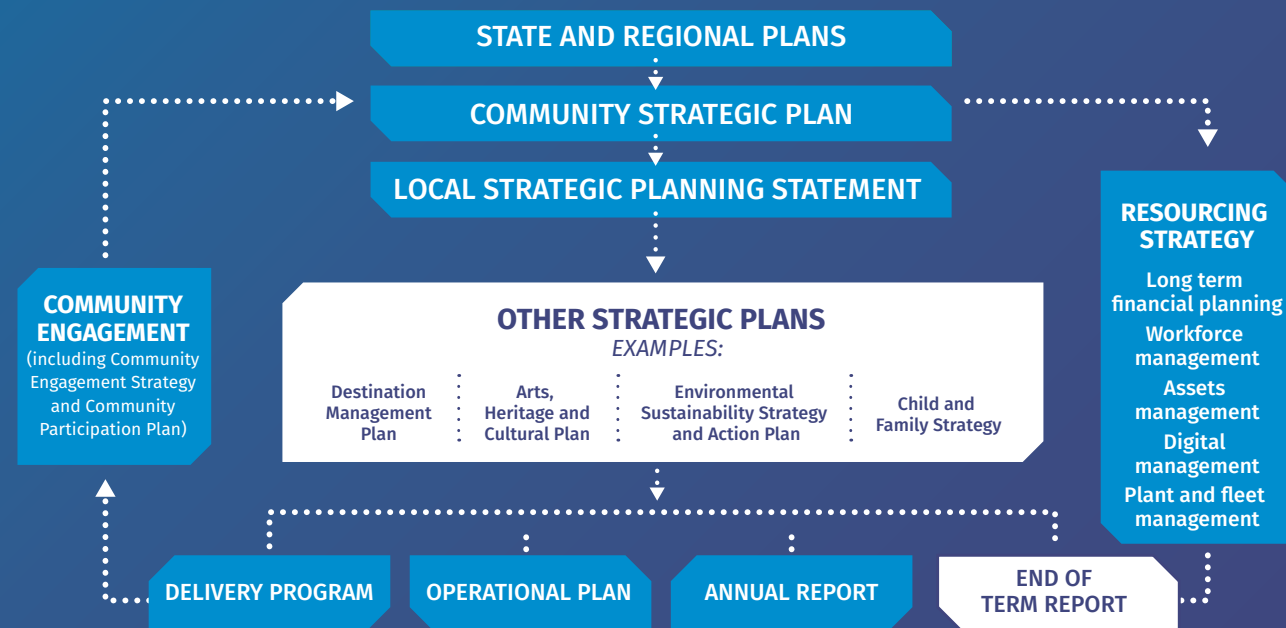 STATE AND REGIONAL PLANS
COMMUNITY STRATEGIC PLAN
LOCAL STRATEGIC PLANNING STATEMENT
COMMUNITY
ENGAGEMENT
(including Community
Engagement Strategy
and Community
Participation Plan)
OTHER STRATEGIC PLANS
EXAMPLES:
Destination
Management
Plan
Arts,
Heritage and
Cultural Plan
Environmental
Sustainability Strategy
and Action Plan
Child and
Family Strategy
RESOURCING
STRATEGY
Long term
financial planning
Workforce
management
Assets
management
Digital
management
Plant and fleet
management
DELIVERY PROGRAM
OPERATIONAL PLAN
ANNUAL REPORT
END OF
TERM REPORT